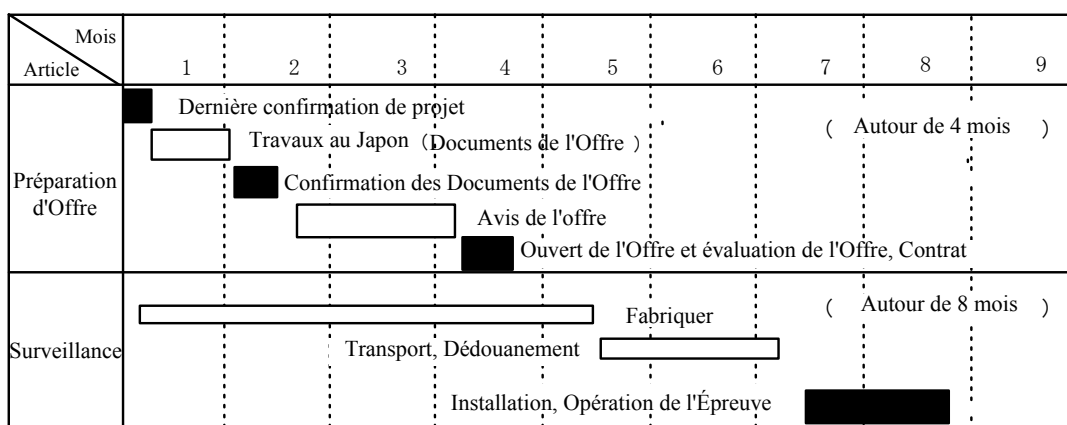 Mois
Article 1 2 3 4 5 6 7 8 9
Dernière confirmation de projet
Travaux au Japon (Documents de l'Offre) ( Autour de 4 mois )
Préparation d'Offre
Confirmation des Documents de l'Offre
Avis de l'offre
Ouvert de l'Offre et évaluation de l'Offre, Contrat
Fabriquer ( Autour de 8 mois )
Surveillance
Transport, Dédouanement
Installation, Opération de l'Épreuve